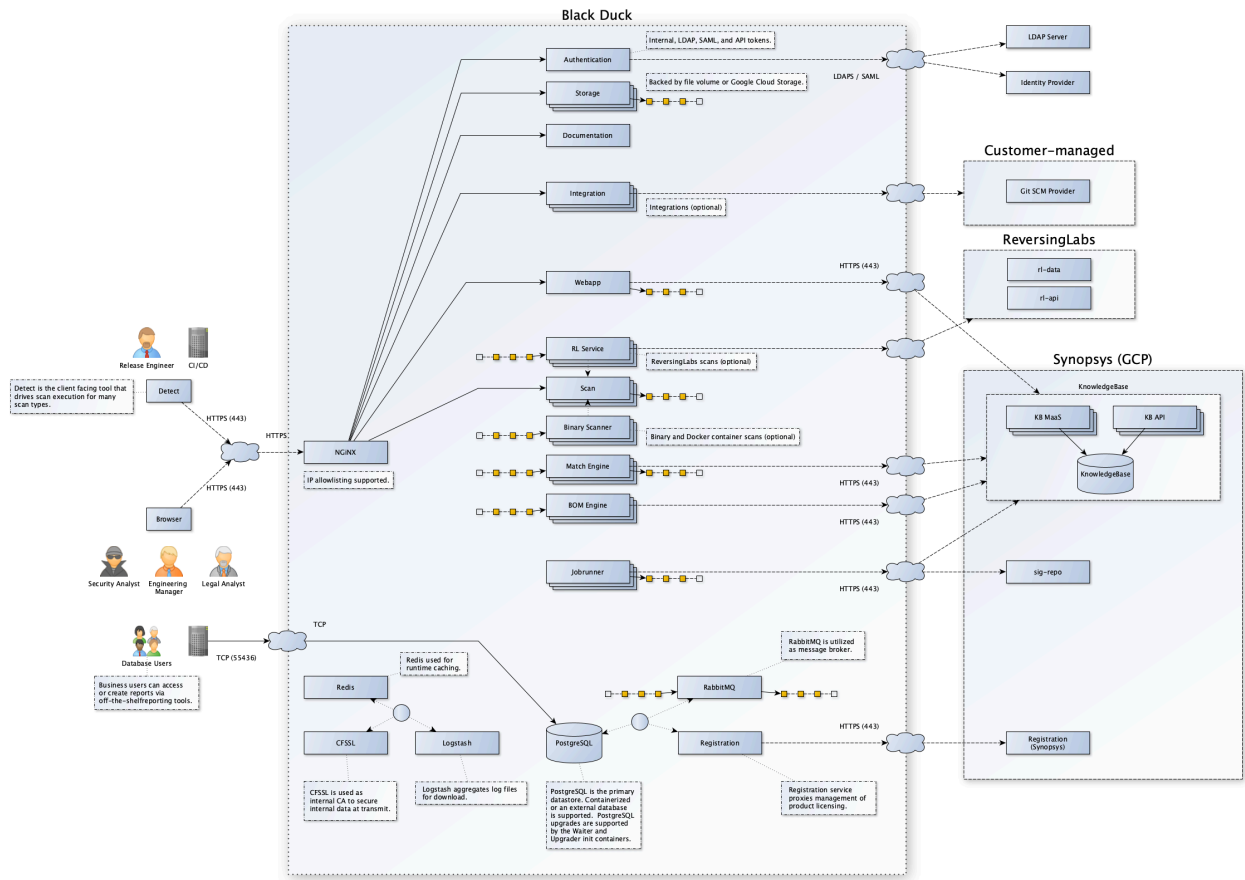 Black Duck
Internal, LDAP, SAML, and API tokens.
Authentication
LDAPS / SAML
LDAP Server
Identity Provider
Backed by file volume or Google Cloud Storage.
Storage
Documentation
Integration
Integrations (optional)
Customer-managed
Git SCM Provider
ReversingLabs
rl-data
rl-api
HTTPS (443)
Webapp
RL Service
ReversingLabs scans (optional)
Scan
Binary Scanner
Binary and Docker container scans (optional)
Match Engine
HTTPS (443)
BOM Engine
HTTPS (443)
Jobrunner
HTTPS (443)
Synopsys (GCP)
KnowledgeBase
KB MaaS
KB API
KnowledgeBase
sig-repo
Registration
(Synopsys)
Release Engineer
CI/CD
Detect is the client facing tool that
drives scan execution for many
scan types.
Detect
HTTPS (443)
HTTPS
NGiNX
IP allowlisting supported.
HTTPS (443)
Browser
Security Analyst
Engineering
Manager
Legal Analyst
Database Users
TCP (55436)
TCP
Business users can access
or create reports via
off-the-shelfreporting tools.
Redis used for
runtime caching.
Redis
CFSSL
Logstash
CFSSL is used as
internal CA to secure
internal data at transmit.
Logstash aggregates log files
for download.
RabbitMQ is utilized
as message broker.
RabbitMQ
PostgreSQL
Registration
HTTPS (443)
PostgreSQL is the primary
datastore. Containerized
or an external database
is supported. PostgreSQL
upgrades are supported
by the Waiter and
Upgrader init containers.
Registration service
proxies management of
product licensing.